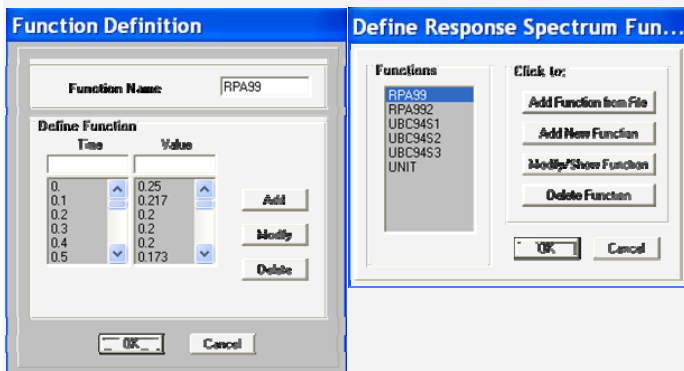 Function Definition
Function Name RPA99
Define Function
Time Value
0. 0.25
0.1 0.217
0.2 0.2
0.3 0.2
0.4 0.2
0.5 0.173
Add
Modify
Delete
OK Cancel
Define Response Spectrum Fun...
Functions
RPA99
RPA992
UBC94S1
UBC94S2
UBC94S3
UNIT
Click to:
Add Function from File
Add New Function
Modify/Show Function
Delete Function
OK Cancel